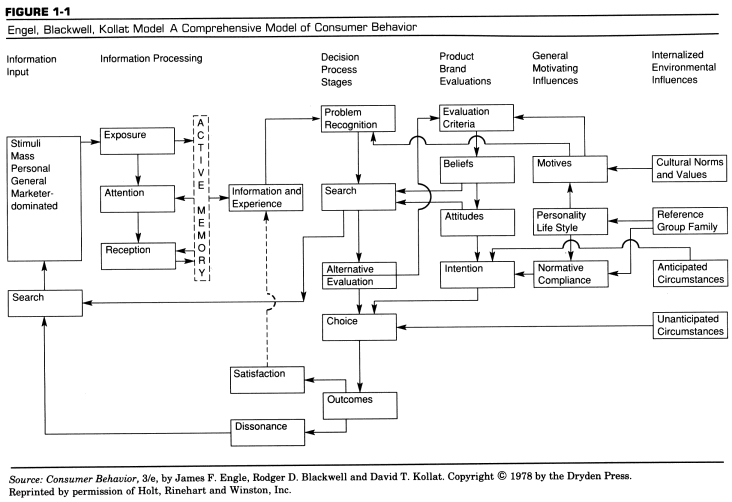 FIGURE 1-1
Engel, Blackwell, Kollat Model A Comprehensive Model of Consumer Behavior
Information
Input
Information Processing
Decision
Process
Stages
Product
Brand
Evaluations
General
Motivating
Influences
Internalized
Environmental
Influences
Stimuli
Mass
Personal
General
Marketer-
dominated
Search
Exposure
Attention
Reception
ACTIVE MEMORY
Information and
Experience
Satisfaction
Dissonance
Problem
Recognition
Search
Alternative
Evaluation
Choice
Outcomes
Evaluation
Criteria
Beliefs
Attitudes
Intention
Motives
Personality
Life Style
Normative
Compliance
Cultural Norms
and Values
Reference
Group Family
Anticipated
Circumstances
Unanticipated
Circumstances
Source: Consumer Behavior, 3/e, by James F. Engle, Rodger D. Blackwell and David T. Kollat. Copyright © 1978 by the Dryden Press.
Reprinted by permission of Holt, Rinehart and Winston, Inc.